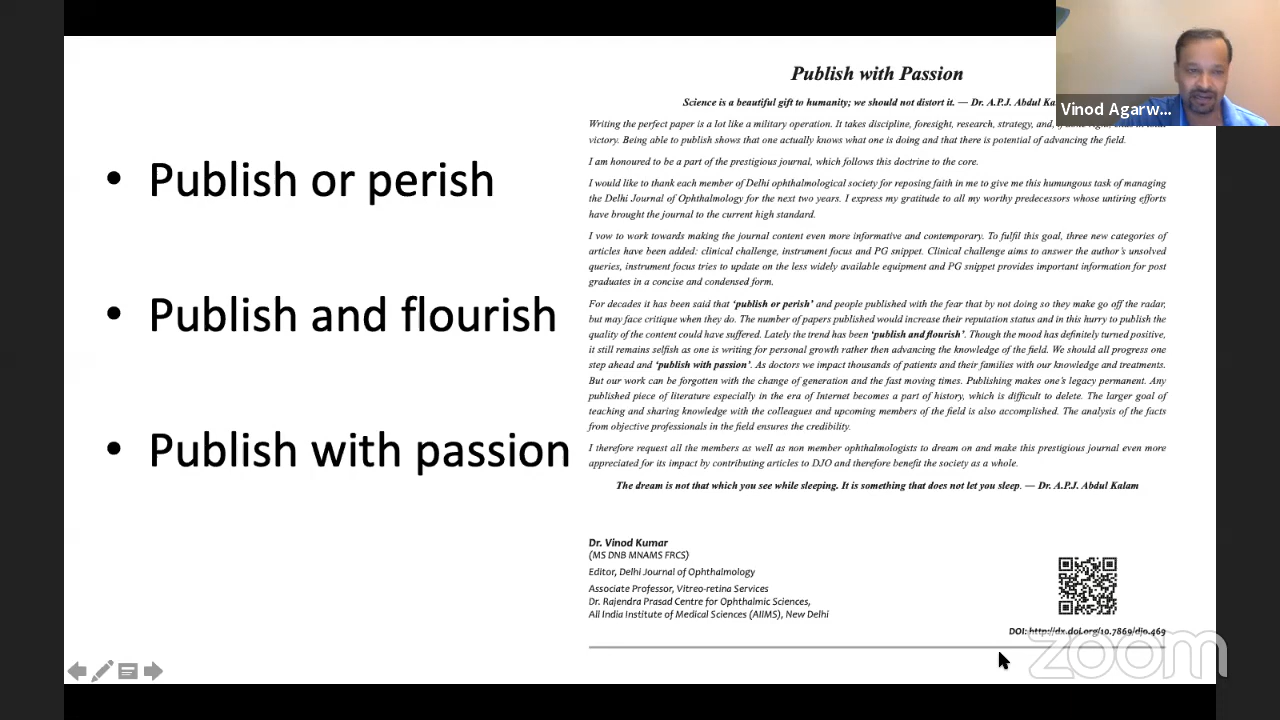 Publish with Passion
Science is a beautiful gift to humanity; we should not distort it. — Dr. A.P.J. Abdul
Vinod Agarw...
Writing the perfect paper is a lot like a military operation. It takes discipline, foresight, research, strategy, and,
victory. Being able to publish shows that one actually knows what one is doing and that there is potential of advancing the field.
I am honoured to be a part of the prestigious journal, which follows this doctrine to the core.
I would like to thank each member of Delhi ophthalmological society for reposing faith in me to give me this humungous task of managing
the Delhi Journal of Ophthalmology for the next two years. I express my gratitude to all my worthy predecessors whose untiring efforts
have brought the journal to the current high standard.
I vow to work towards making the journal content even more informative and contemporary. To fulfil this goal, three new categories of
articles have been added: clinical challenge, instrument focus and PG snippet. Clinical challenge aims to answer the author's unsolved
queries, instrument focus tries to update on the less widely available equipment and PG snippet provides important information for post
graduates in a concise and condensed form.
For decades it has been said that 'publish or perish' and people published with the fear that by not doing so they make go off the radar,
but may face critique when they do. The number of papers published would increase their reputation status and in this hurry to publish the
quality of the content could have suffered. Lately the trend has been 'publish and flourish'. Though the mood has definitely turned positive,
it still remains selfish as one is writing for personal growth rather then advancing the knowledge of the field. We should all progress one
step ahead and 'publish with passion'. As doctors we impact thousands of patients and their families with our knowledge and treatments.
But our work can be forgotten with the change of generation and the fast moving times. Publishing makes one's legacy permanent. Any
published piece of literature especially in the era of Internet becomes a part of history, which is difficult to delete. The larger goal of
teaching and sharing knowledge with the colleagues and upcoming members of the field is also accomplished. The analysis of the facts
from objective professionals in the field ensures the credibility.
I therefore request all the members as well as non member ophthalmologists to dream on and make this prestigious journal even more
appreciated for its impact by contributing articles to DJO and therefore benefit the society as a whole.
The dream is not that which you see while sleeping. It is something that does not let you sleep. — Dr. A.P.J. Abdul Kalam
Dr. Vinod Kumar
(MS DNB MNAMS FRCS)
Editor, Delhi Journal of Ophthalmology
Associate Professor, Vitreo-retina Services
Dr. Rajendra Prasad Centre for Ophthalmic Sciences,
All India Institute of Medical Sciences (AIIMS), New Delhi
DOI: http://dx.doi.org/10.7869/djo.469
• Publish or perish
• Publish and flourish
• Publish with passion
zoom